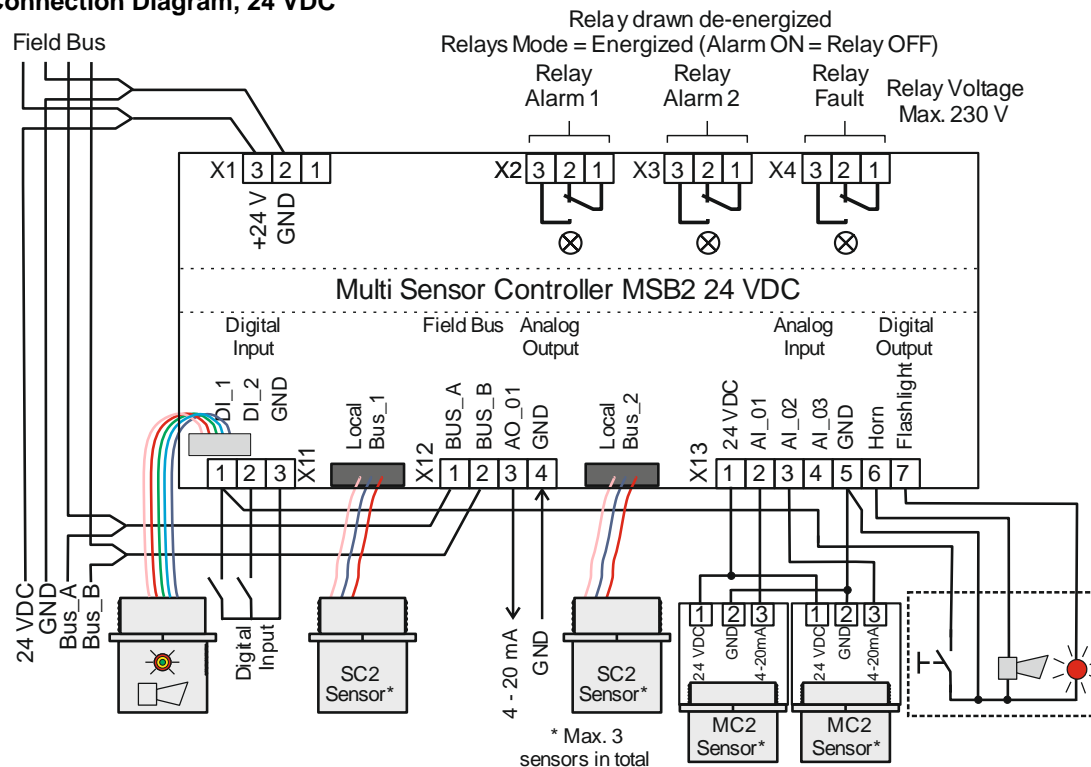 Connection Diagram, 24 VDC
Field Bus
Relay drawn de-energized
Relays Mode = Energized (Alarm ON = Relay OFF)
Relay
Alarm 1
Relay
Alarm 2
Relay
Fault
Relay Voltage
Max. 230 V
X1 3 2 1
X2 3 2 1
X3 3 2 1
X4 3 2 1
+24 V
GND
Multi Sensor Controller MSB2 24 VDC
Digital
Input
Field Bus
Analog
Output
Analog
Input
Digital
Output
DI_1
DI_2
GND
Local
Bus_1
BUS_A
BUS_B
AO_01
GND
Local
Bus_2
24 VDC
AI_01
AI_02
AI_03
GND
Horn
Flashlight
1 2 3 X11
X12 1 2 3 4
X13 1 2 3 4 5 6 7
24 VDC
GND
Bus_A
Bus_B
Digital
Input
SC2
Sensor*
4 - 20 mA
GND
SC2
Sensor*
* Max. 3
sensors in total
1 2 3
24 VDC
GND
4-20mA
MC2
Sensor*
1 2 3
24 VDC
GND
4-20mA
MC2
Sensor*